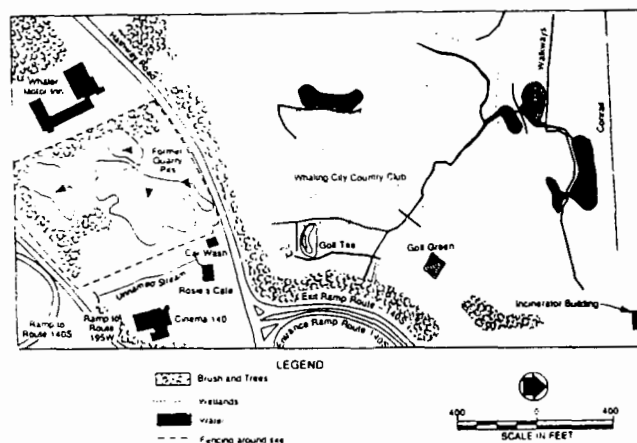 Whaler
Motor Inn
Hathaway Road
Former
Quarry
Pits
Car Wash
Rosie's Cafe
Unnamed Stream
Cinema 140
Ramp to
Route 140S
Ramp to
Route
195W
Whaling City Country Club
Golf Tee
Golf Green
Exit Ramp Route - 140S
Entrance Ramp Route 140S
Walkways
Conrail
Incinerator Building
LEGEND
Brush and Trees
Wetlands
Water
Fencing around site
400
0
400
SCALE IN FEET